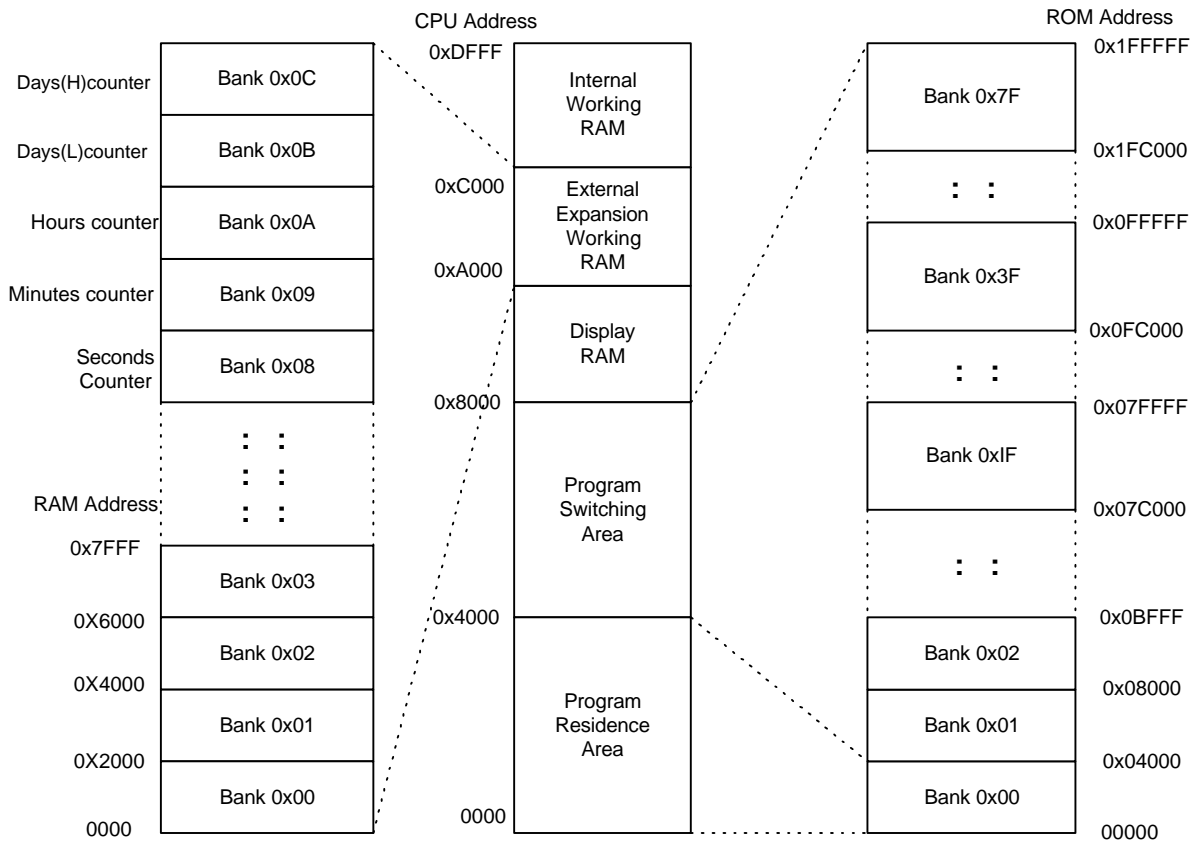 CPU Address
ROM Address
Days(H)counter
Bank 0x0C
Days(L)counter
Bank 0x0B
Hours counter
Bank 0x0A
Minutes counter
Bank 0x09
Seconds
Counter
Bank 0x08
: :
: :
: :
RAM Address
0x7FFF
Bank 0x03
0X6000
Bank 0x02
0X4000
Bank 0x01
0X2000
Bank 0x00
0000
0xDFFF
Internal
Working
RAM
0xC000
External
Expansion
Working
RAM
0xA000
Display
RAM
0x8000
Program
Switching
Area
0x4000
Program
Residence
Area
0000
0x1FFFFF
Bank 0x7F
0x1FC000
: :
0x0FFFFF
Bank 0x3F
0x0FC000
: :
0x07FFFF
Bank 0xIF
0x07C000
: :
0x0BFFF
Bank 0x02
0x08000
Bank 0x01
0x04000
Bank 0x00
00000